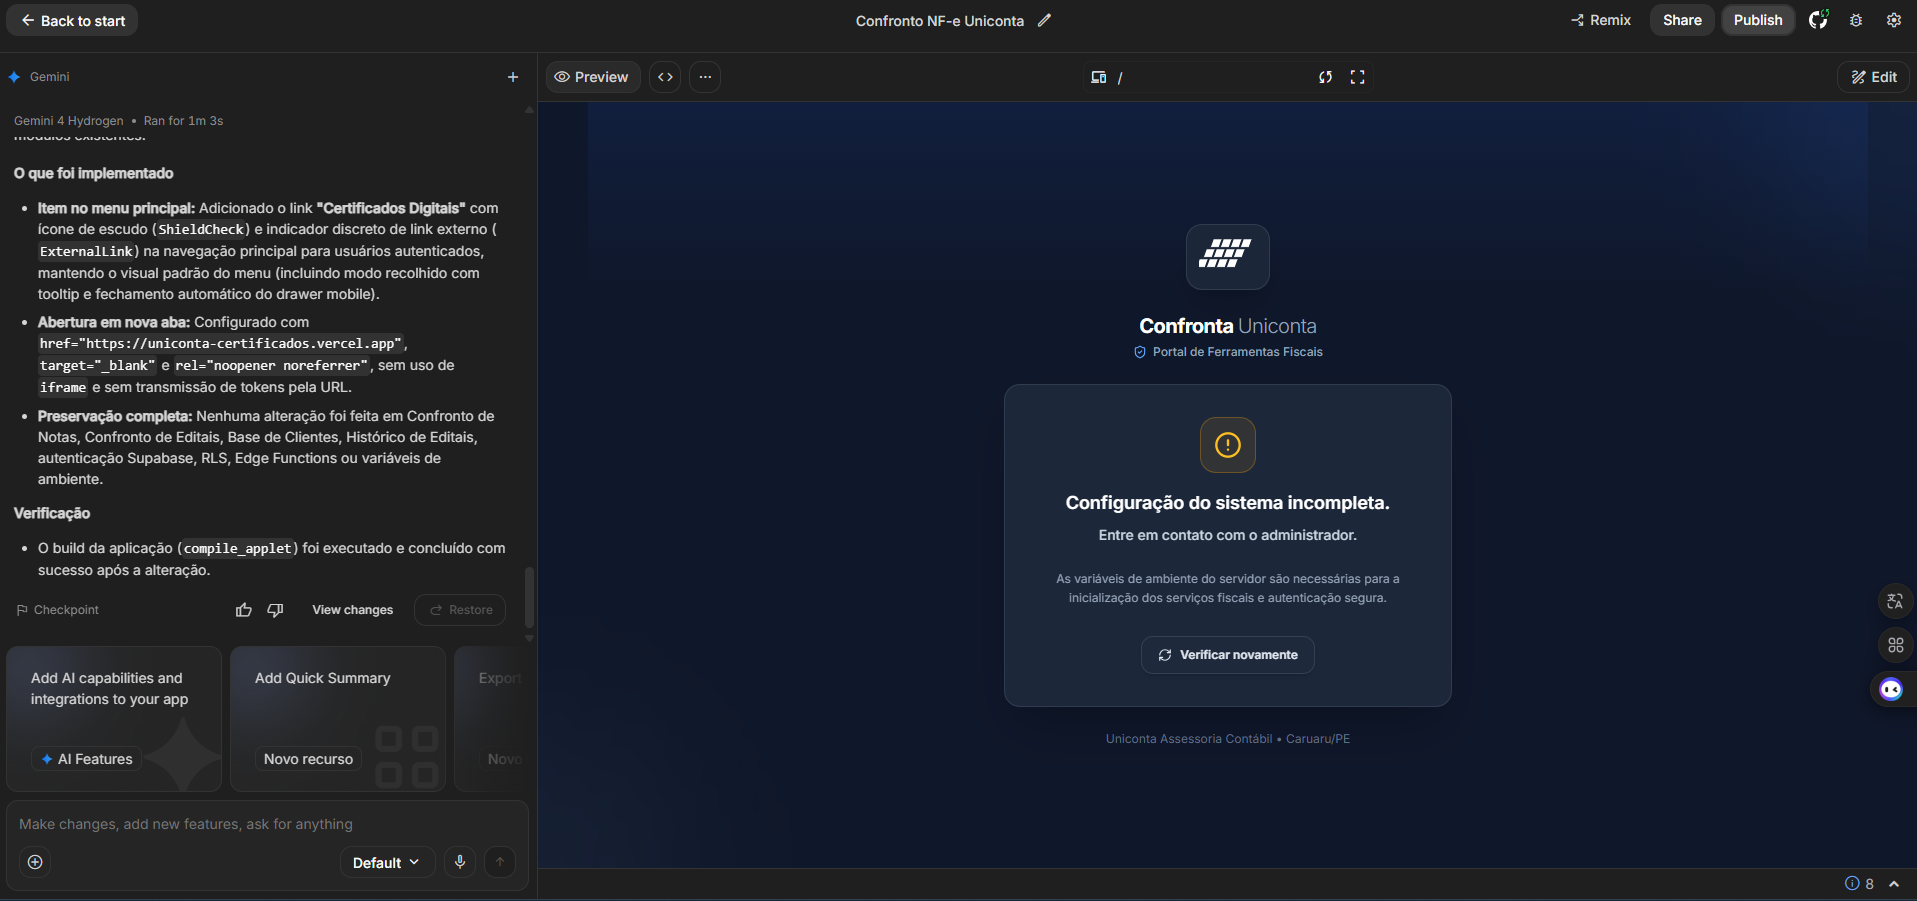 Back to start
Confronto NF-e Uniconta
Remix
Share
Publish
Gemini
Preview
/
Edit
Gemini 4 Hydrogen • Ran for 1m 3s
módulos existentes.
O que foi implementado
• Item no menu principal: Adicionado o link "Certificados Digitais" com
ícone de escudo (ShieldCheck) e indicador discreto de link externo (
ExternalLink) na navegação principal para usuários autenticados,
mantendo o visual padrão do menu (incluindo modo recolhido com
tooltip e fechamento automático do drawer mobile).
• Abertura em nova aba: Configurado com
href="https://uniconta-certificados.vercel.app",
target="_blank" e rel="noopener noreferrer", sem uso de
iframe e sem transmissão de tokens pela URL.
• Preservação completa: Nenhuma alteração foi feita em Confronto de
Notas, Confronto de Editais, Base de Clientes, Histórico de Editais,
autenticação Supabase, RLS, Edge Functions ou variáveis de
ambiente.
Verificação
• O build da aplicação (compile_applet) foi executado e concluído com
sucesso após a alteração.
Checkpoint
View changes
Restore
Add AI capabilities and
integrations to your app
AI Features
Add Quick Summary
Novo recurso
Export
Novo
Make changes, add new features, ask for anything
Default
Confronta Uniconta
Portal de Ferramentas Fiscais
Configuração do sistema incompleta.
Entre em contato com o administrador.
As variáveis de ambiente do servidor são necessárias para a
inicialização dos serviços fiscais e autenticação segura.
Verificar novamente
Uniconta Assessoria Contábil • Caruaru/PE
8